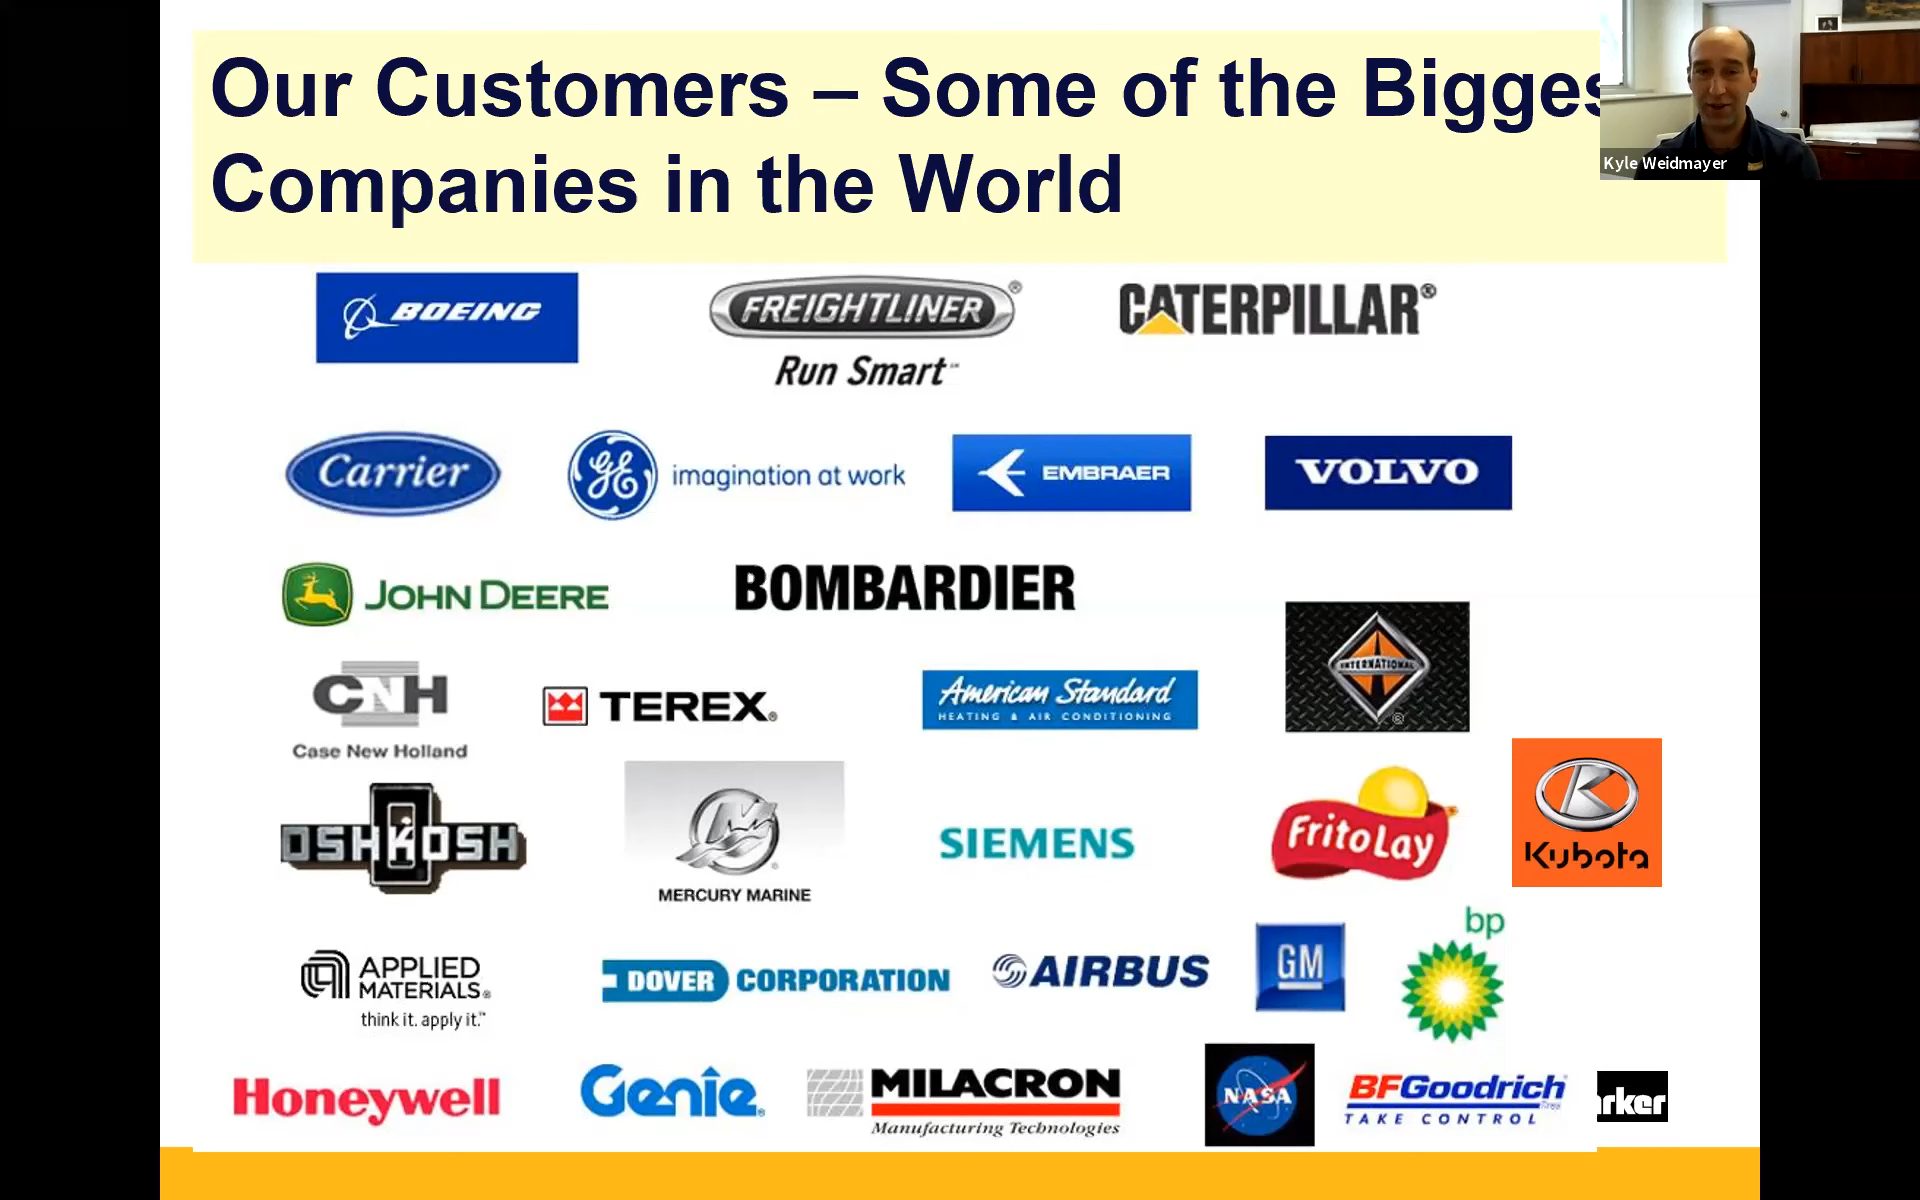 Our Customers – Some of the Bigges
Companies in the World
Kyle Weidmayer
BOEING
FREIGHTLINER®
Run Smart
CATERPILLAR®
Carrier
GE imagination at work
EMBRAER
VOLVO
JOHN DEERE
BOMBARDIER
INTERNATIONAL
®
CNH
Case New Holland
TEREX®
American Standard
HEATING & AIR CONDITIONING
OSHKOSH
MERCURY MARINE
SIEMENS
FritoLay
Kubota
APPLIED
MATERIALS®
think it. apply it.™
DOVER CORPORATION
AIRBUS
GM
bp
Honeywell
Genie®
MILACRON
Manufacturing Technologies
NASA
BFGoodrich
TAKE CONTROL
arker